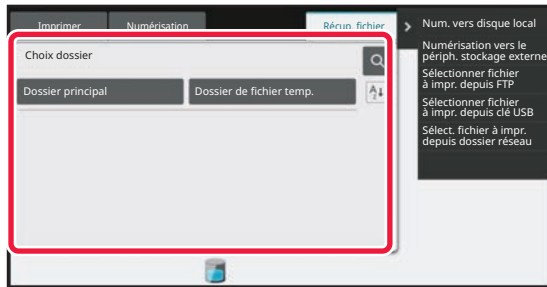 Imprimer
Numérisation
Récup. fichier
Choix dossier
Dossier principal
Dossier de fichier temp.
Num. vers disque local
Numérisation vers le
périph. stockage externe
Sélectionner fichier
à impr. depuis FTP
Sélectionner fichier
à impr. depuis clé USB
Sélect. fichier à impr.
depuis dossier réseau